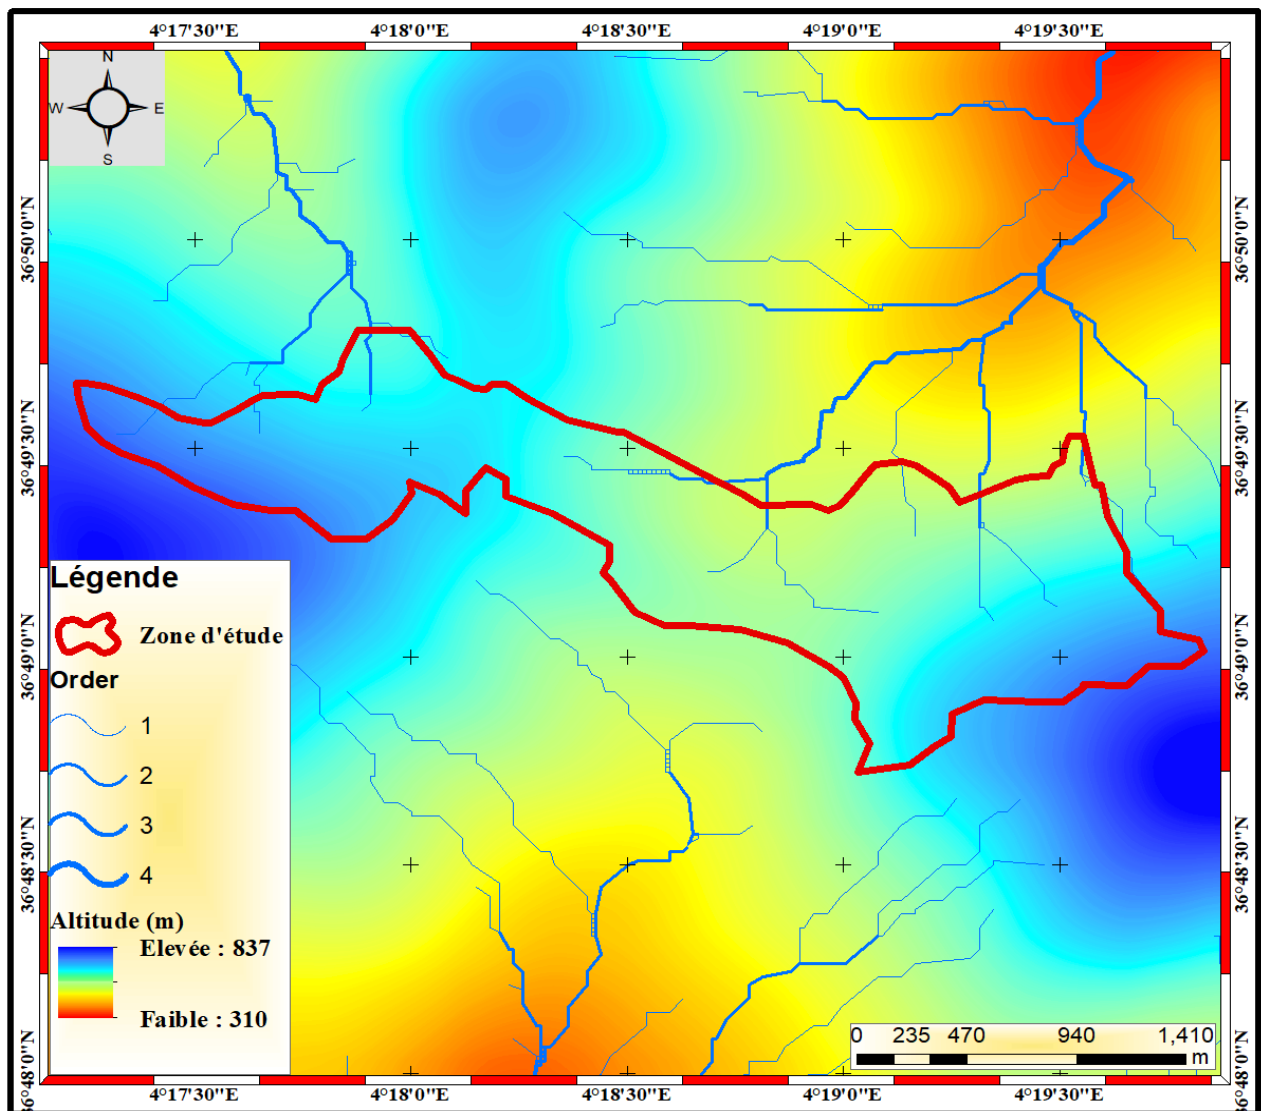 4°17'30"E 4°18'0"E 4°18'30"E 4°19'0"E 4°19'30"E
N
W E
S
36°50'0"N 36°50'0"N
36°49'30"N 36°49'30"N
36°49'0"N 36°49'0"N
36°48'30"N 36°48'30"N
36°48'0"N 36°48'0"N
Légende
Zone d'étude
Order
1
2
3
4
Altitude (m)
Elevée : 837
Faible : 310
0 235 470 940 1,410
m
4°17'30"E 4°18'0"E 4°18'30"E 4°19'0"E 4°19'30"E